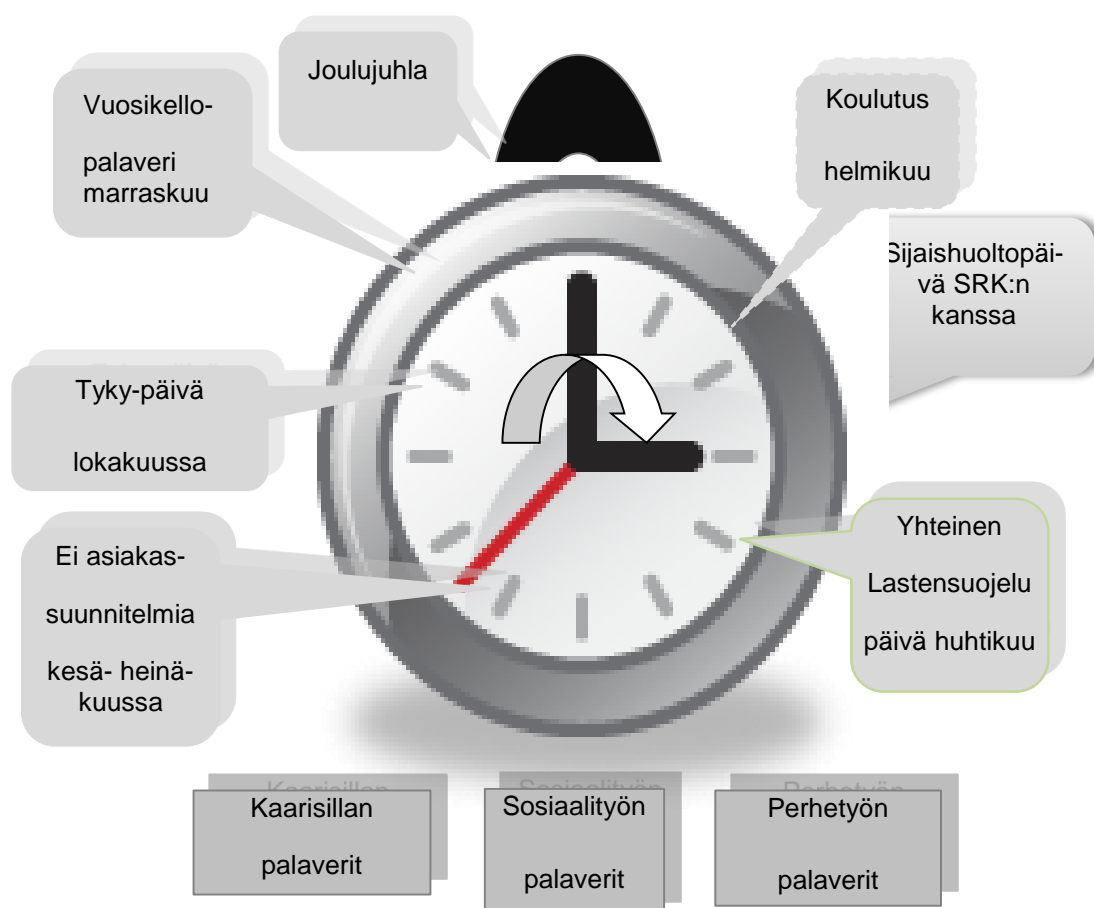 Joulujuhla
Vuosikello-
palaveri
marraskuu
Koulutus
helmikuu
Sijaishuoltopäi-
vä SRK:n
kanssa
Tyky-päivä
lokakuussa
Ei asiakas-
suunnitelmia
kesä- heinä-
kuussa
Yhteinen
Lastensuojelu
päivä huhtikuu
Kaarisillan
palaverit
Sosiaalityön
palaverit
Perhetyön
palaverit